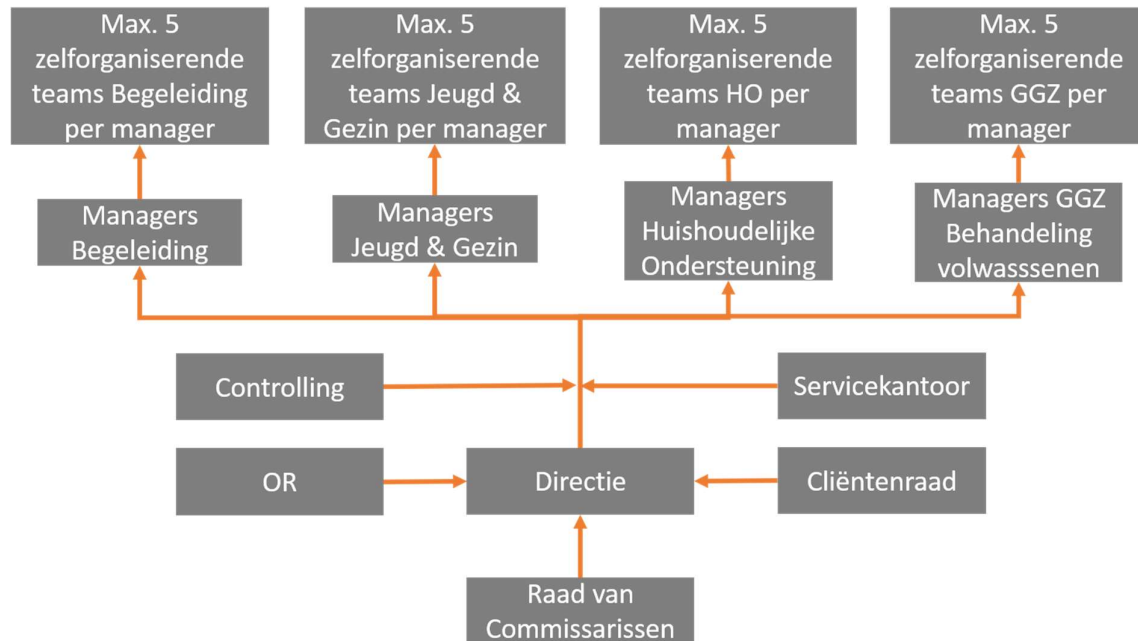 Max. 5
zelforganiserende
teams Begeleiding
per manager
Max. 5
zelforganiserende
teams Jeugd &
Gezin per manager
Max. 5
zelforganiserende
teams HO per
manager
Max. 5
zelforganiserende
teams GGZ per
manager
Managers
Begeleiding
Managers
Jeugd & Gezin
Managers
Huishoudelijke
Ondersteuning
Managers GGZ
Behandeling
volwasssenen
Controlling
Servicekantoor
OR
Directie
Cliëntenraad
Raad van
Commissarissen